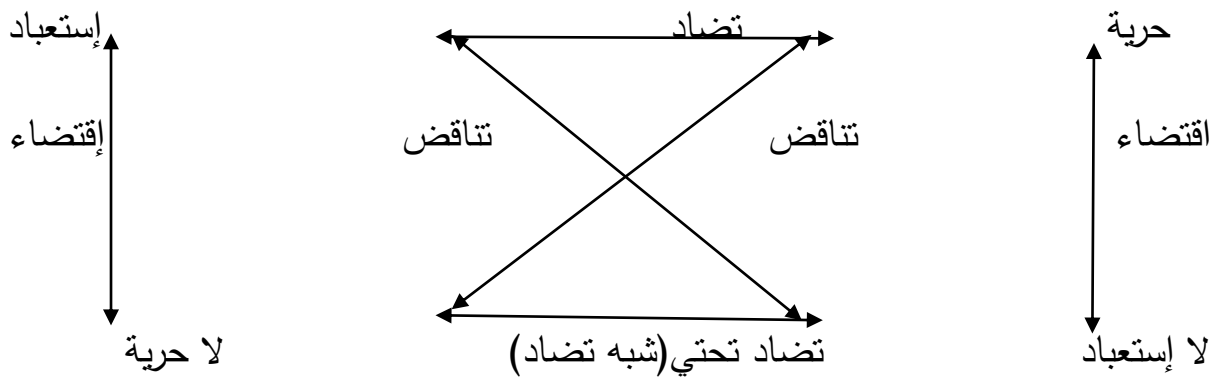 حرية تضاد إستعباد
اقتضاء تناقض تناقض إقتضاء
لا إستعباد تضاد تحتي(شبه تضاد) لا حرية